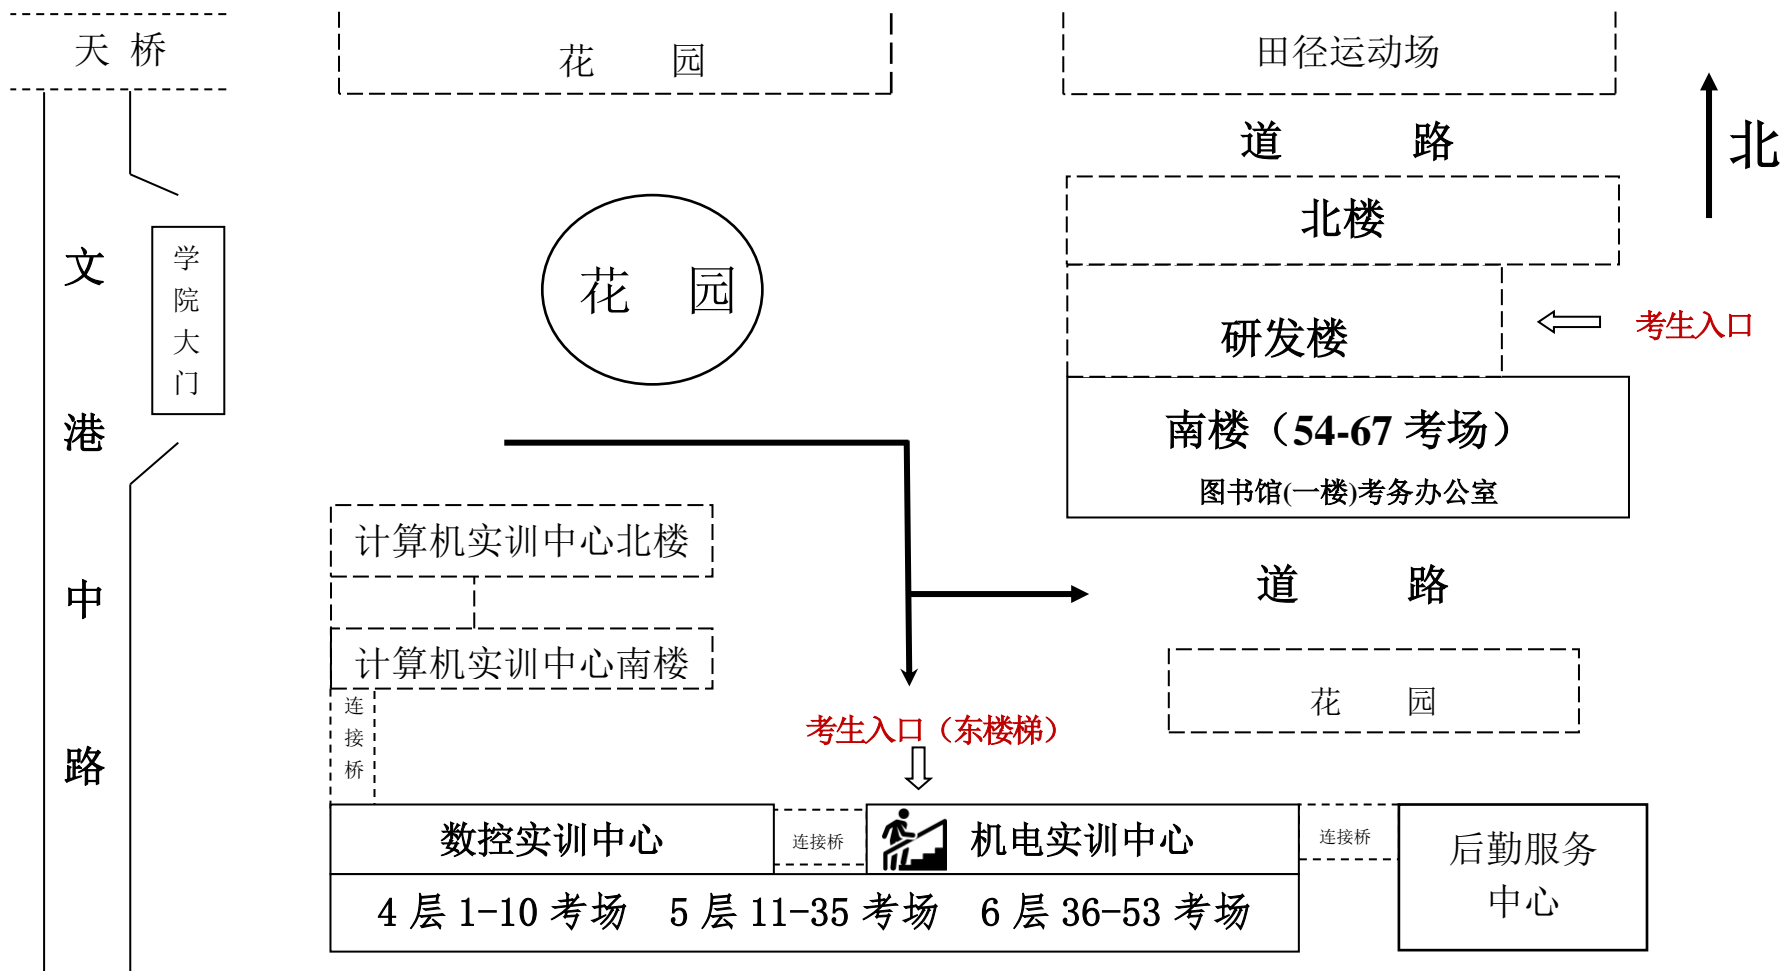 天 桥
花 园
田径运动场
北
道 路
北楼
花 园
学院大门
文港中路
研发楼
考生入口
南楼（54-67 考场）
图书馆(一楼)考务办公室
计算机实训中心北楼
道 路
计算机实训中心南楼
花 园
连接桥
考生入口（东楼梯）
数控实训中心
连接桥
机电实训中心
连接桥
后勤服务
中心
4 层 1-10 考场 5 层 11-35 考场 6 层 36-53 考场